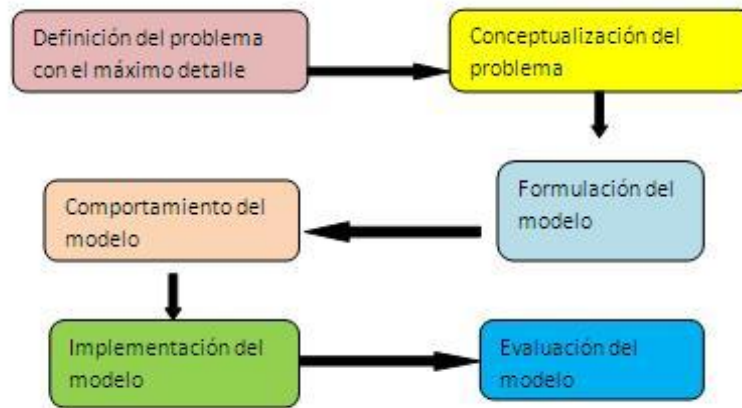 Definición del problema
con el máximo detalle
Conceptualización del
problema
Formulación del
modelo
Comportamiento del
modelo
Implementación del
modelo
Evaluación del
modelo